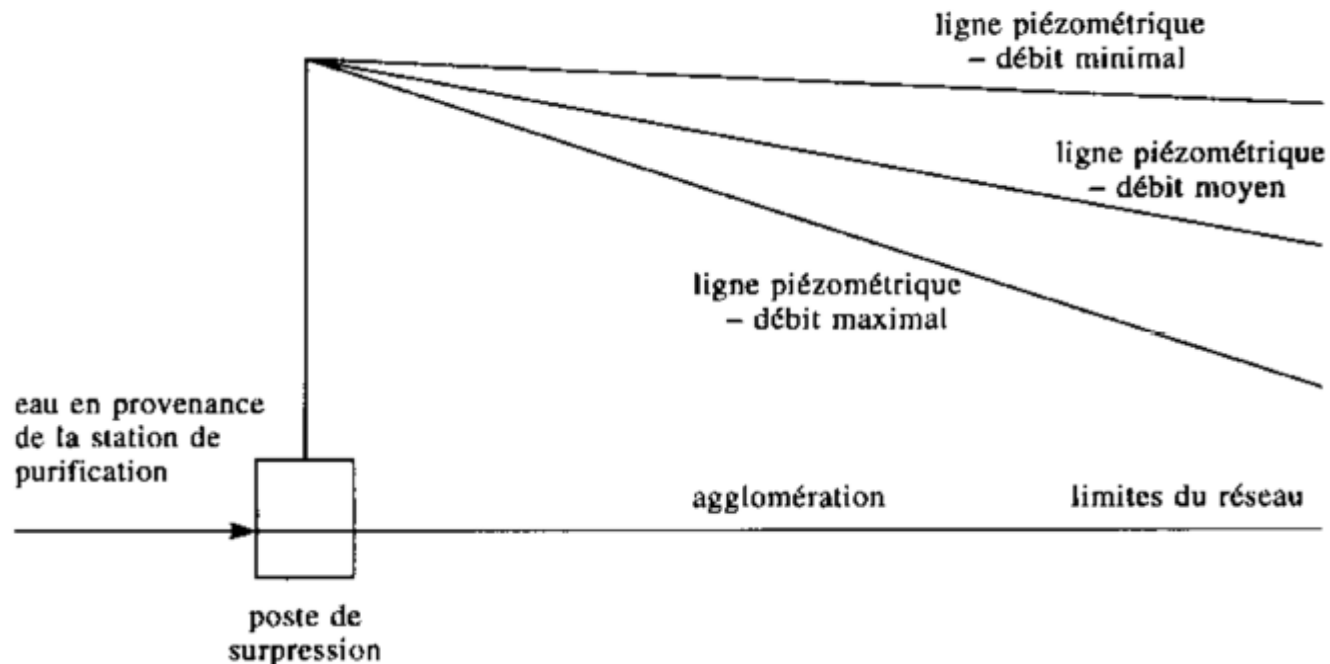 ligne piézométrique
– débit minimal
ligne piézométrique
– débit moyen
ligne piézométrique
– débit maximal
eau en provenance
de la station de
purification
agglomération
limites du réseau
poste de
surpression